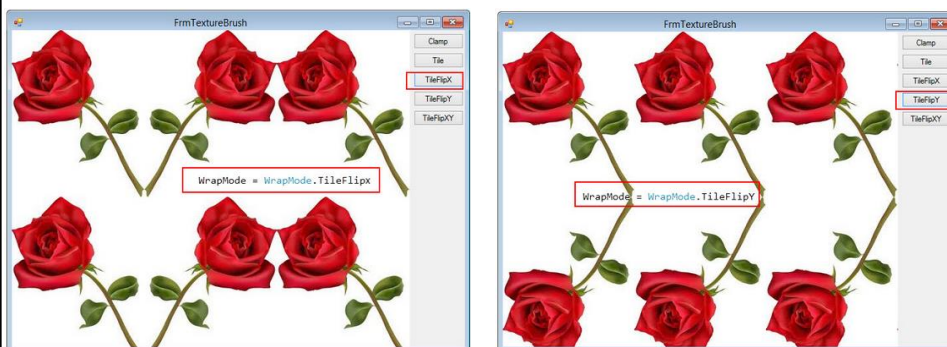 FrmTextureBrush
Clamp
Tile
TileFlipX
TileFlipY
TileFlipXY
WrapMode = WrapMode.TileFlipx
FrmTextureBrush
Clamp
Tile
TileFlipX
TileFlipY
TileFlipXY
WrapMode = WrapMode.TileFlipY